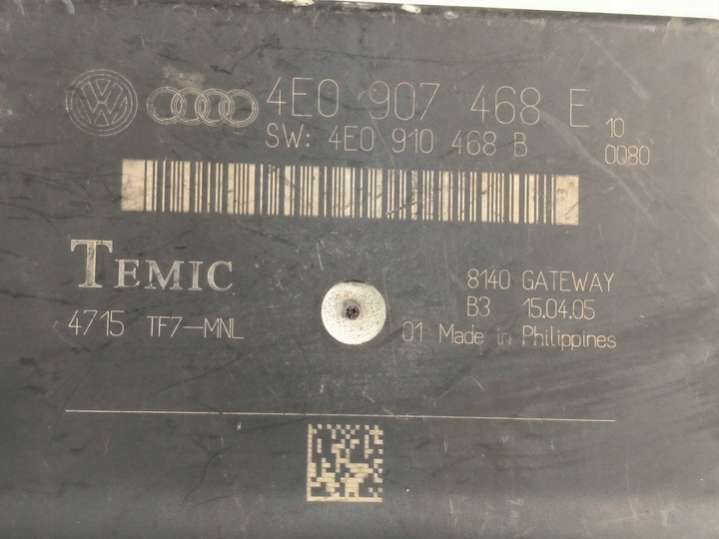 4E0 907 468 E
SW: 4E0 910 468 B
10
0080
TEMIC
8140 GATEWAY
B3 15.04.05
4715 TF7-MNL
01 Made in Philippines